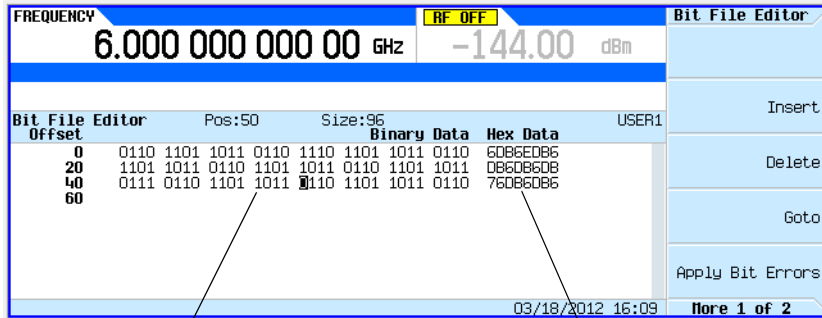 FREQUENCY RF OFF Bit File Editor
6.000 000 000 00 GHz -144.00 dBm
Insert
Bit File Editor Pos:50 Size:96 USER1
Offset Binary Data Hex Data
0 0110 1101 1011 0110 1110 1101 1011 0110 6DB6EDB6
20 1101 1011 0110 1101 1011 0110 1101 1011 DB6DB6DB
40 0111 0110 1101 1011 0110 1101 1011 0110 76DB6DB6
60
Delete
Goto
Apply Bit Errors
03/18/2012 16:09 More 1 of 2